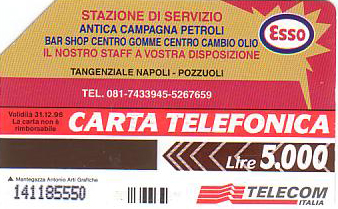 STAZIONE DI SERVIZIO
ANTICA CAMPAGNA PETROLI
BAR SHOP CENTRO GOMME CENTRO CAMBIO OLIO
IL NOSTRO STAFF A VOSTRA DISPOSIZIONE
Esso
TANGENZIALE NAPOLI - POZZUOLI
TEL. 081-7433945-5267659
Validità 31.12.96
La carta non è
rimborsabile
CARTA TELEFONICA
Lire 5.000
Mantegazza Antonio Arti Grafiche
141185550
TELECOM
ITALIA